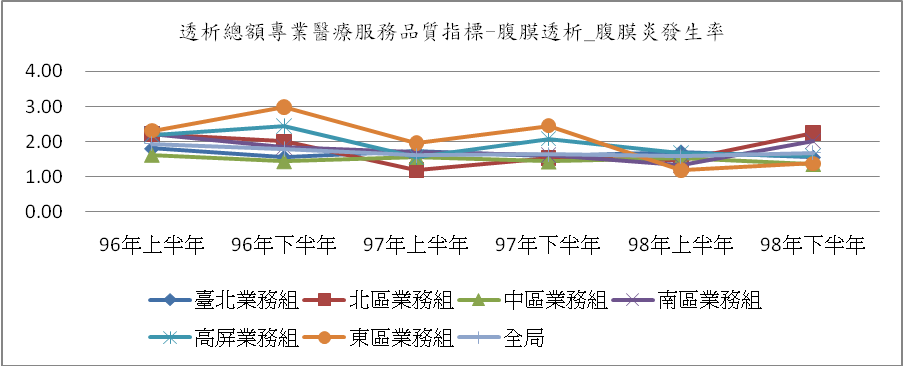 透析總額專業醫療服務品質指標-腹膜透析_腹膜炎發生率
4.00
3.00
2.00
1.00
0.00
96年上半年 96年下半年 97年上半年 97年下半年 98年上半年 98年下半年
臺北業務組 北區業務組 中區業務組 南區業務組
高屏業務組 東區業務組 全局